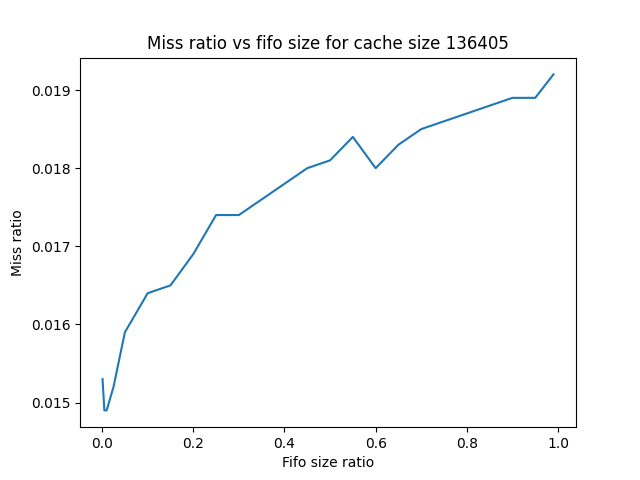 Miss ratio vs fifo size for cache size 136405
0.019
0.018
0.017
0.016
0.015
Miss ratio
0.0 0.2 0.4 0.6 0.8 1.0
Fifo size ratio